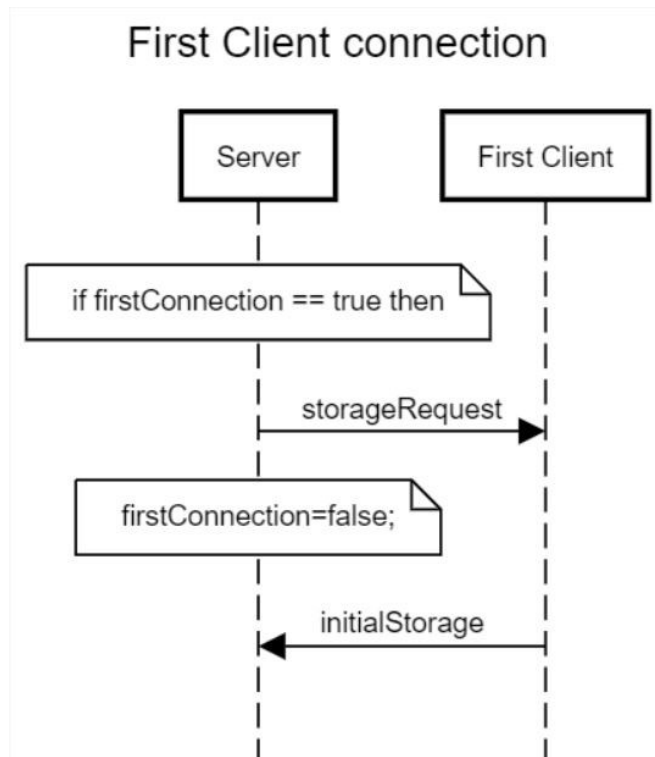 First Client connection
Server
First Client
if firstConnection == true then
storageRequest
firstConnection=false;
initialStorage